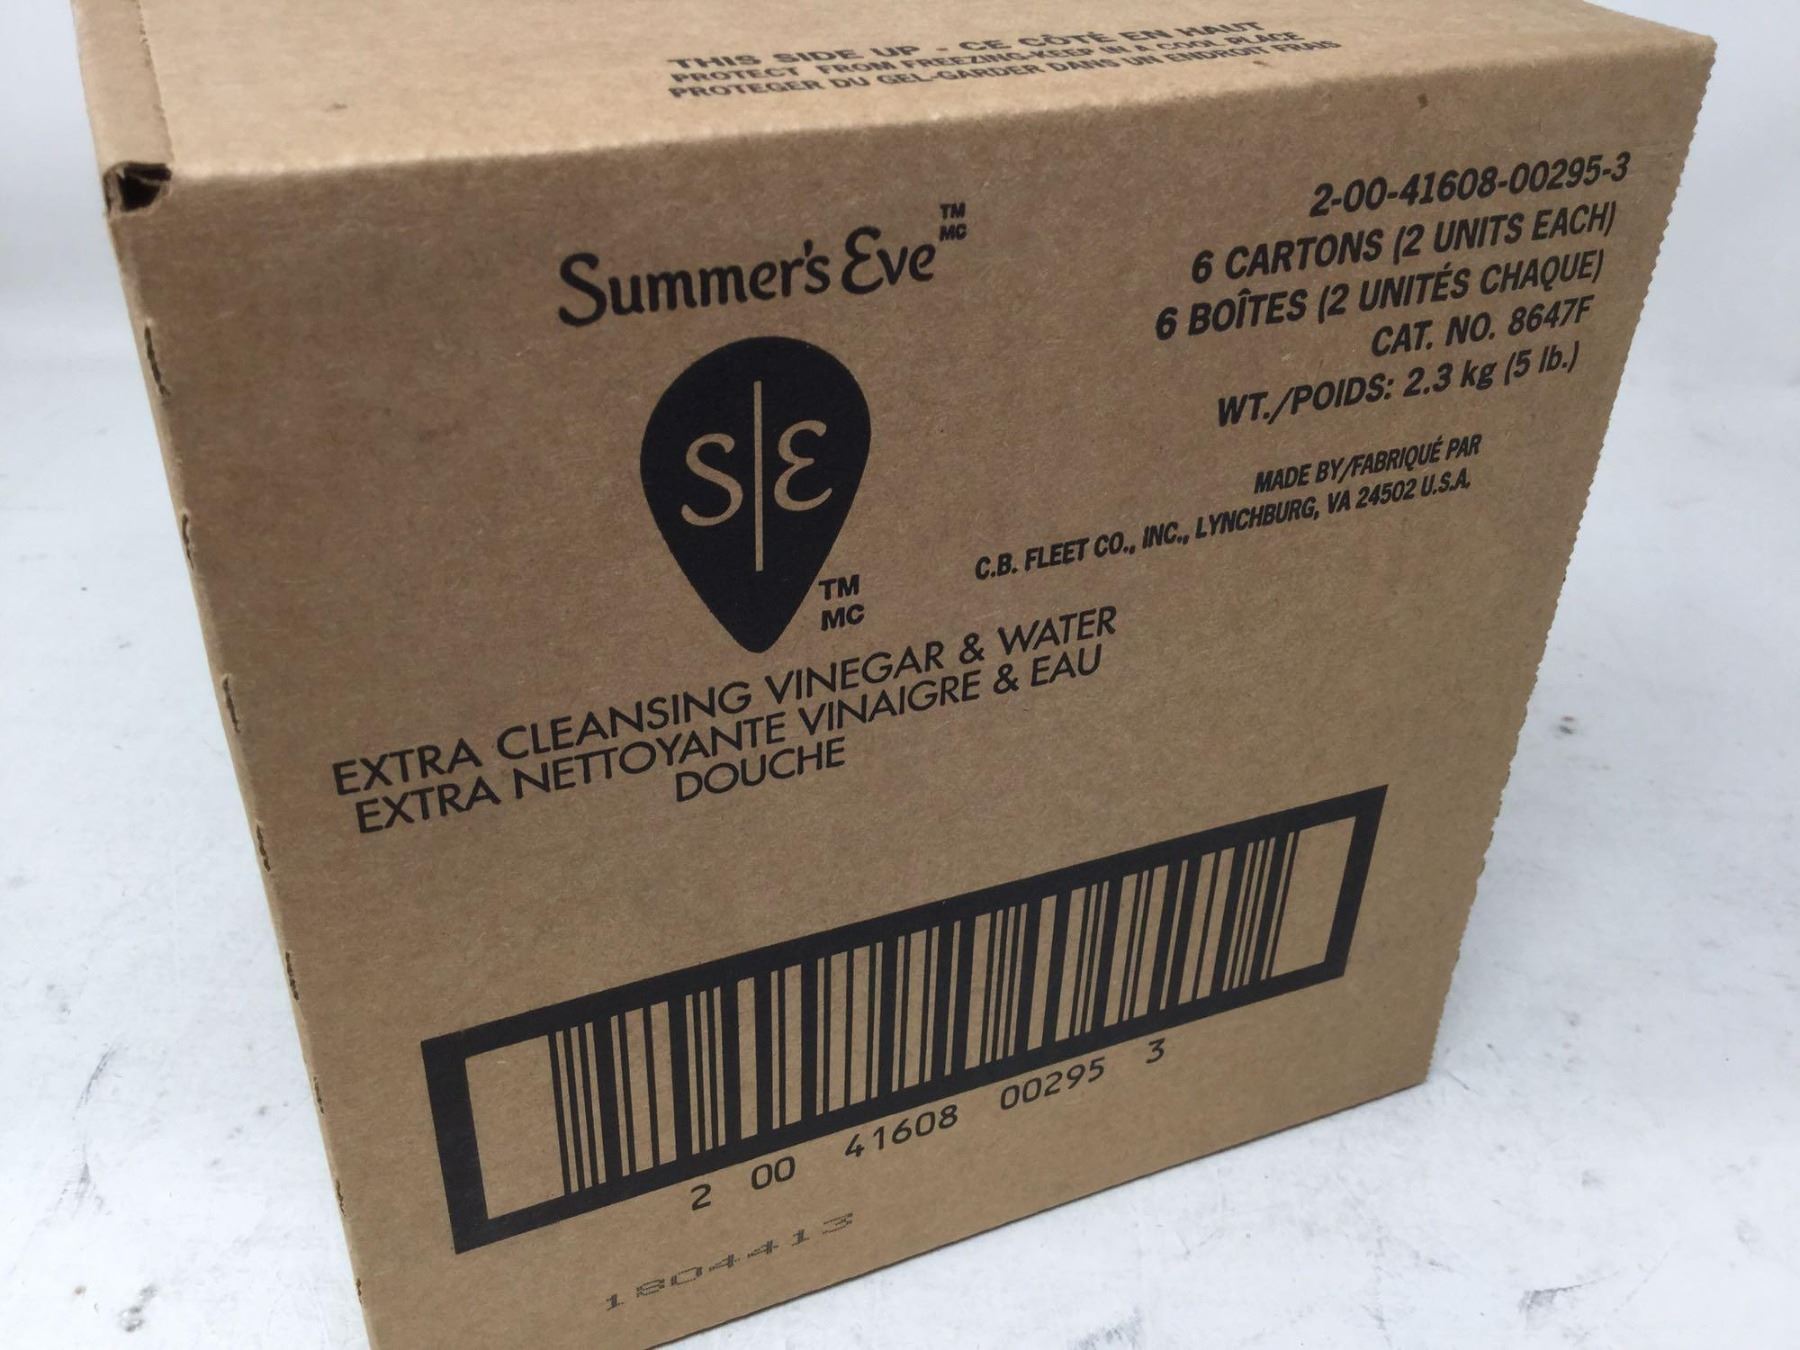 THIS SIDE UP - CE CÔTÉ EN HAUT
PROTECT FROM FREEZING-KEEP IN A COOL PLACE
PROTEGER DU GEL-GARDER DANS UN ENDROIT FRAIS
2-00-41608-00295-3
6 CARTONS (2 UNITS EACH)
6 BOÎTES (2 UNITÉS CHAQUE)
CAT. NO. 8647F
WT./POIDS: 2.3 kg (5 lb.)
MADE BY/FABRIQUÉ PAR
C.B. FLEET CO., INC., LYNCHBURG, VA 24502 U.S.A.
Summer's Eve TM MC
S|E
TM
MC
EXTRA CLEANSING VINEGAR & WATER
EXTRA NETTOYANTE VINAIGRE & EAU
DOUCHE
2 00 41608 00295 3
1804413